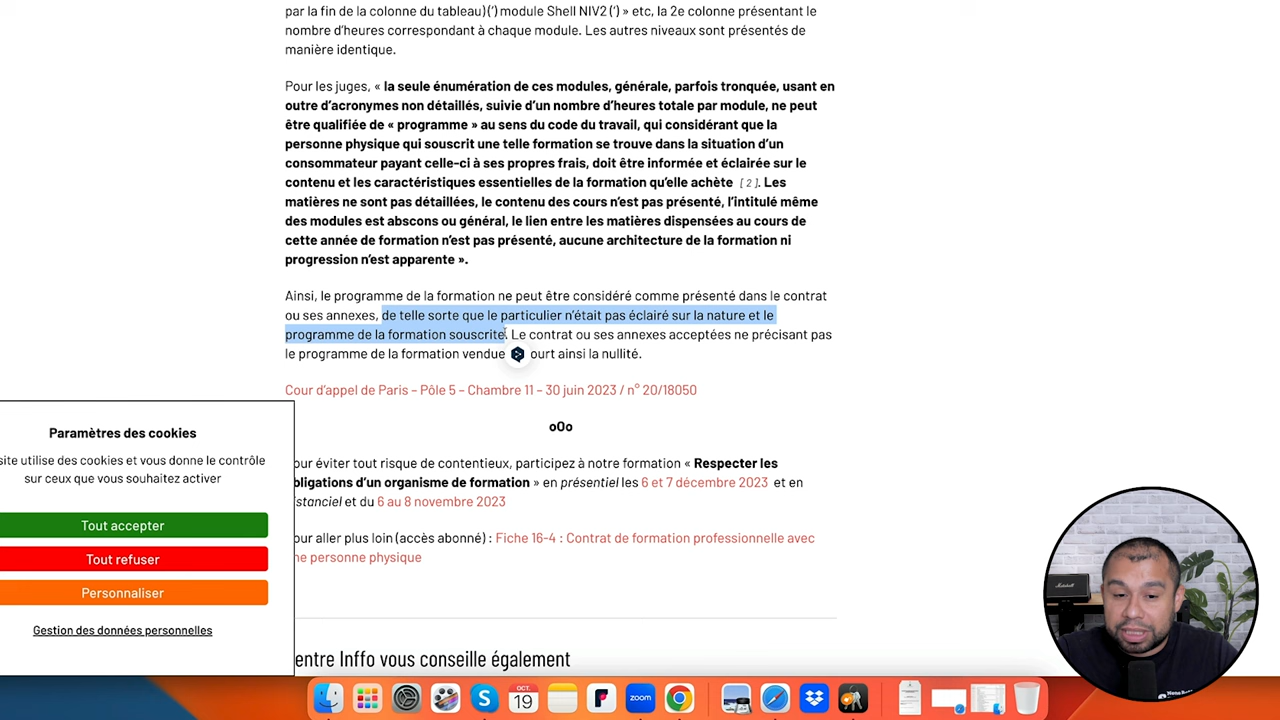 par la fin de la colonne du tableau)(') module Shell NIV2 (') » etc, la 2e colonne présentant le
nombre d'heures correspondant à chaque module. Les autres niveaux sont présentés de
manière identique.
Pour les juges, « la seule énumération de ces modules, générale, parfois tronquée, usant en
outre d'acronymes non détaillés, suivie d'un nombre d'heures totale par module, ne peut
être qualifiée de « programme » au sens du code du travail, qui considérant que la
personne physique qui souscrit une telle formation se trouve dans la situation d'un
consommateur payant celle-ci à ses propres frais, doit être informée et éclairée sur le
contenu et les caractéristiques essentielles de la formation qu'elle achète [ 2 ]. Les
matières ne sont pas détaillées, le contenu des cours n'est pas présenté, l'intitulé même
des modules est abscons ou général, le lien entre les matières dispensées au cours de
cette année de formation n'est pas présenté, aucune architecture de la formation ni
progression n'est apparente ».
Ainsi, le programme de la formation ne peut être considéré comme présenté dans le contrat
ou ses annexes, de telle sorte que le particulier n'était pas éclairé sur la nature et le
programme de la formation souscrite. Le contrat ou ses annexes acceptées ne précisant pas
le programme de la formation vendue ourt ainsi la nullité.
Cour d'appel de Paris – Pôle 5 – Chambre 11 – 30 juin 2023 / n° 20/18050
oOo
our éviter tout risque de contentieux, participez à notre formation « Respecter les
bligations d'un organisme de formation » en présentiel les 6 et 7 décembre 2023 et en
istanciel et du 6 au 8 novembre 2023
our aller plus loin (accès abonné) : Fiche 16-4 : Contrat de formation professionnelle avec
ne personne physique
entre Inffo vous conseille également
Paramètres des cookies
site utilise des cookies et vous donne le contrôle
sur ceux que vous souhaitez activer
Tout accepter
Tout refuser
Personnaliser
Gestion des données personnelles
Marshall
OCT.
19
zoom